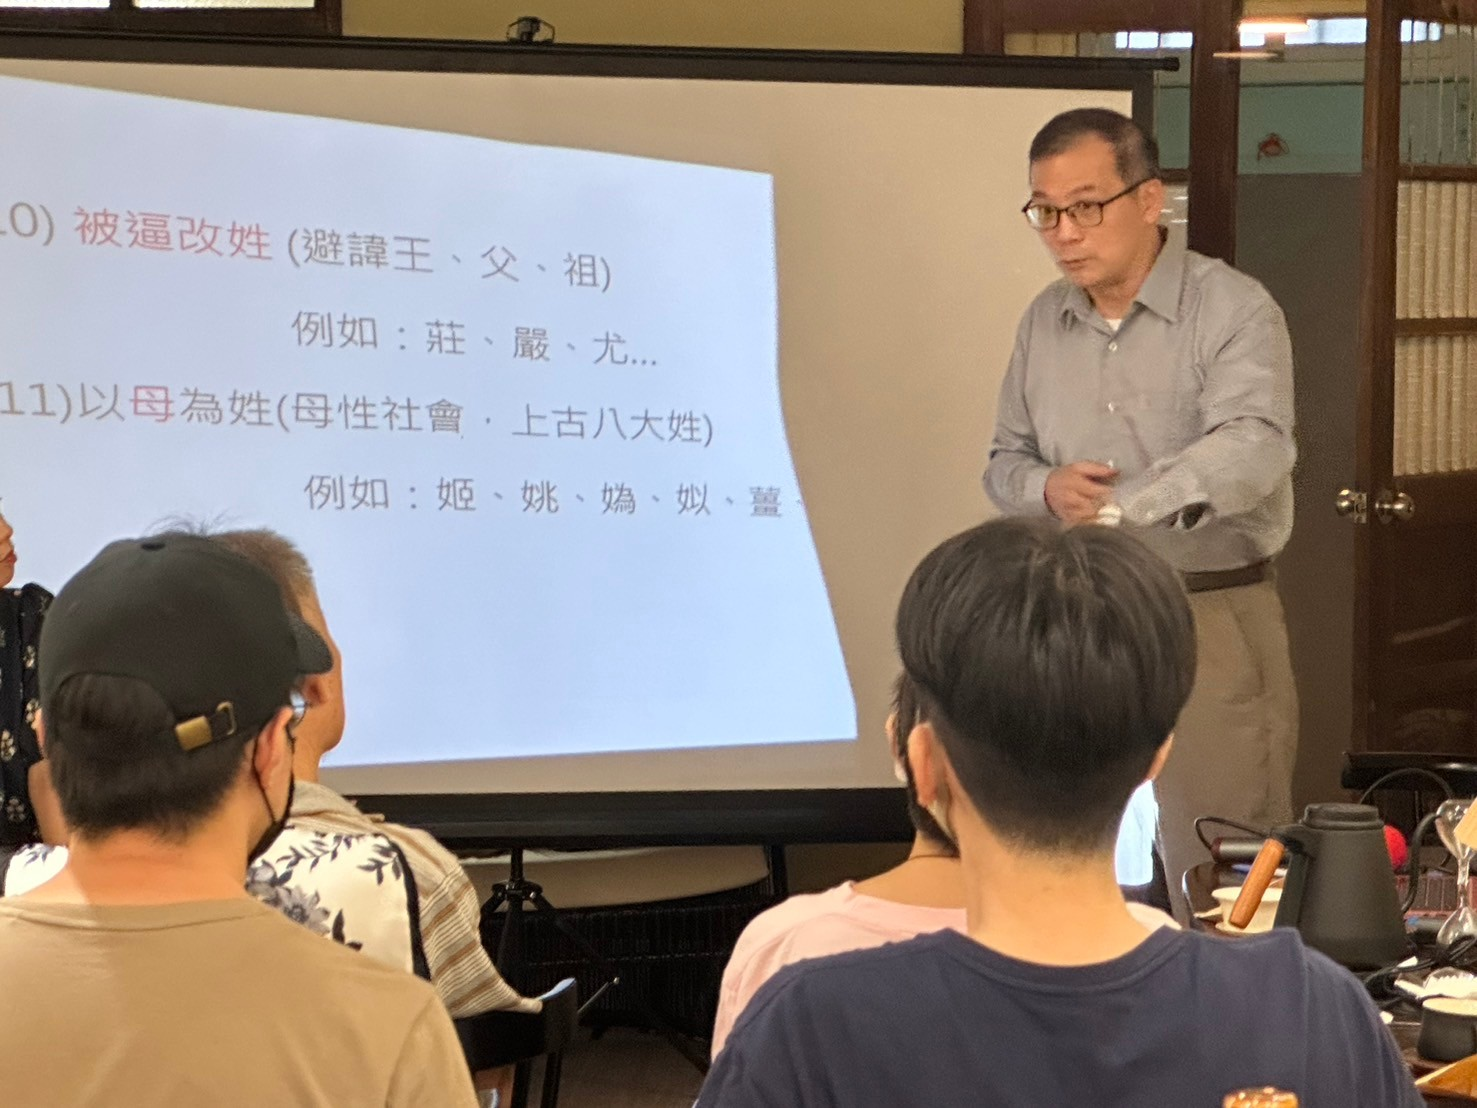 10) 被逼改姓 (避諱王、父、祖)
例如：莊、嚴、尤...
11)以母為姓(母性社會，上古八大姓)
例如：姬、姚、媯、姒、薑、